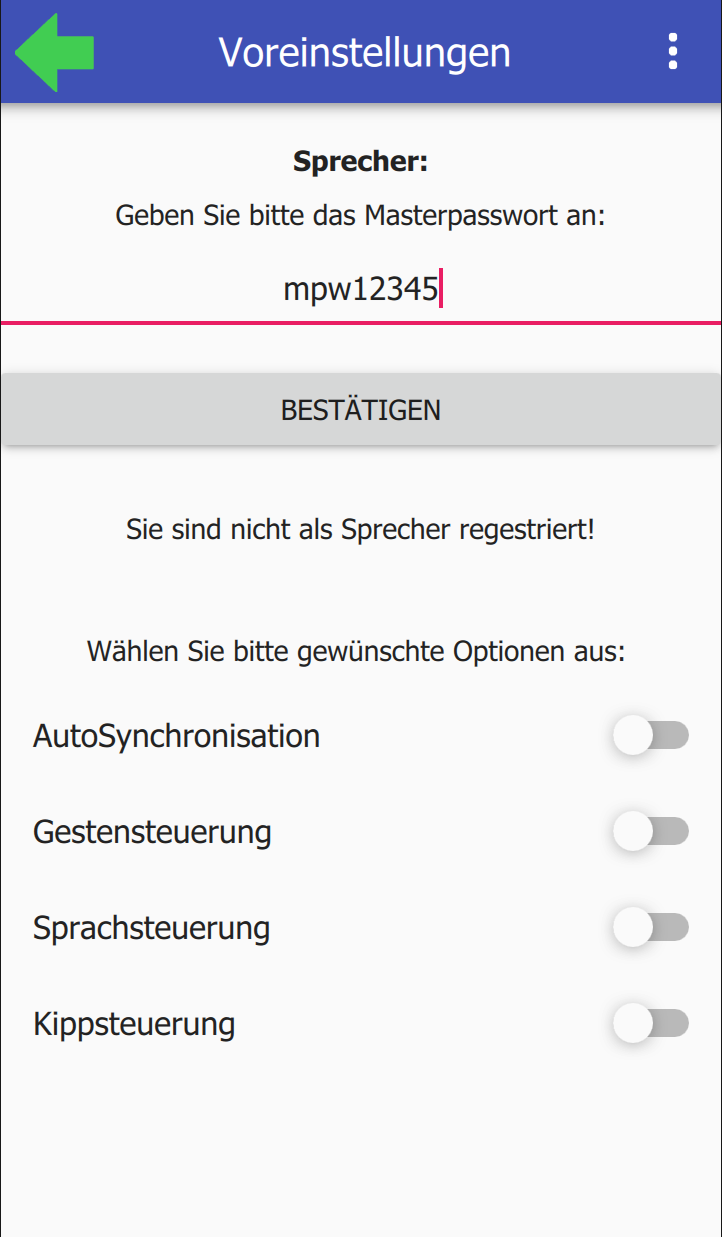 Voreinstellungen
Sprecher:
Geben Sie bitte das Masterpasswort an:
mpw12345
BESTÄTIGEN
Sie sind nicht als Sprecher regestriert!
Wählen Sie bitte gewünschte Optionen aus:
AutoSynchronisation
Gestensteuerung
Sprachsteuerung
Kippsteuerung